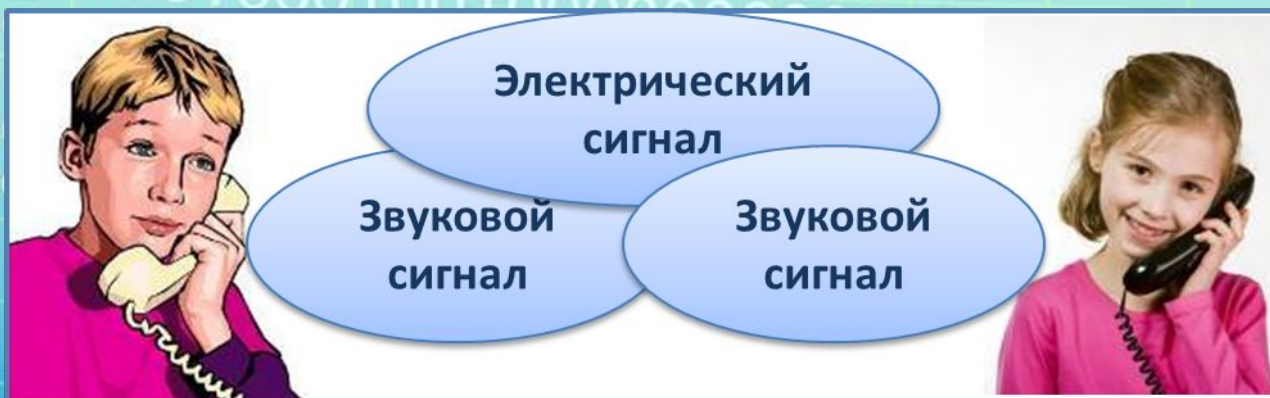 Электрический
сигнал
Звуковой
сигнал
Звуковой
сигнал